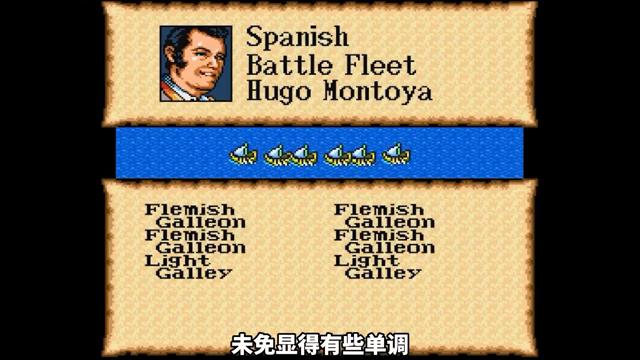 Spanish
Battle Fleet
Hugo Montoya
Flemish
Galleon
Flemish
Galleon
Light
Galley
Flemish
Galleon
Flemish
Galleon
Light
Galley
未免显得有些单调